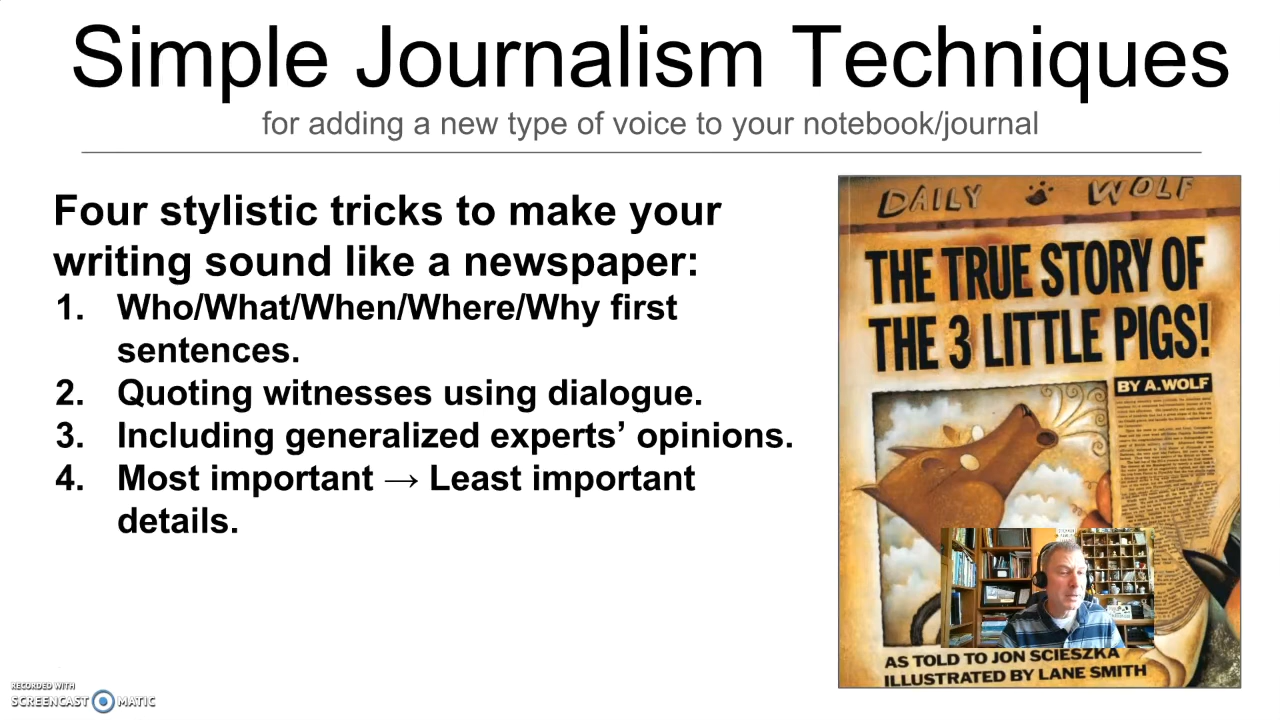 Simple Journalism Techniques
for adding a new type of voice to your notebook/journal
Four stylistic tricks to make your
writing sound like a newspaper:
1. Who/What/When/Where/Why first
sentences.
2. Quoting witnesses using dialogue.
3. Including generalized experts’ opinions.
4. Most important → Least important
details.
DAILY WOLF
THE TRUE STORY OF
THE 3 LITTLE PIGS!
BY A. WOLF
AS TOLD TO JON SCIESZKA
ILLUSTRATED BY LANE SMITH
RECORDED WITH
SCREENCAST MATIC